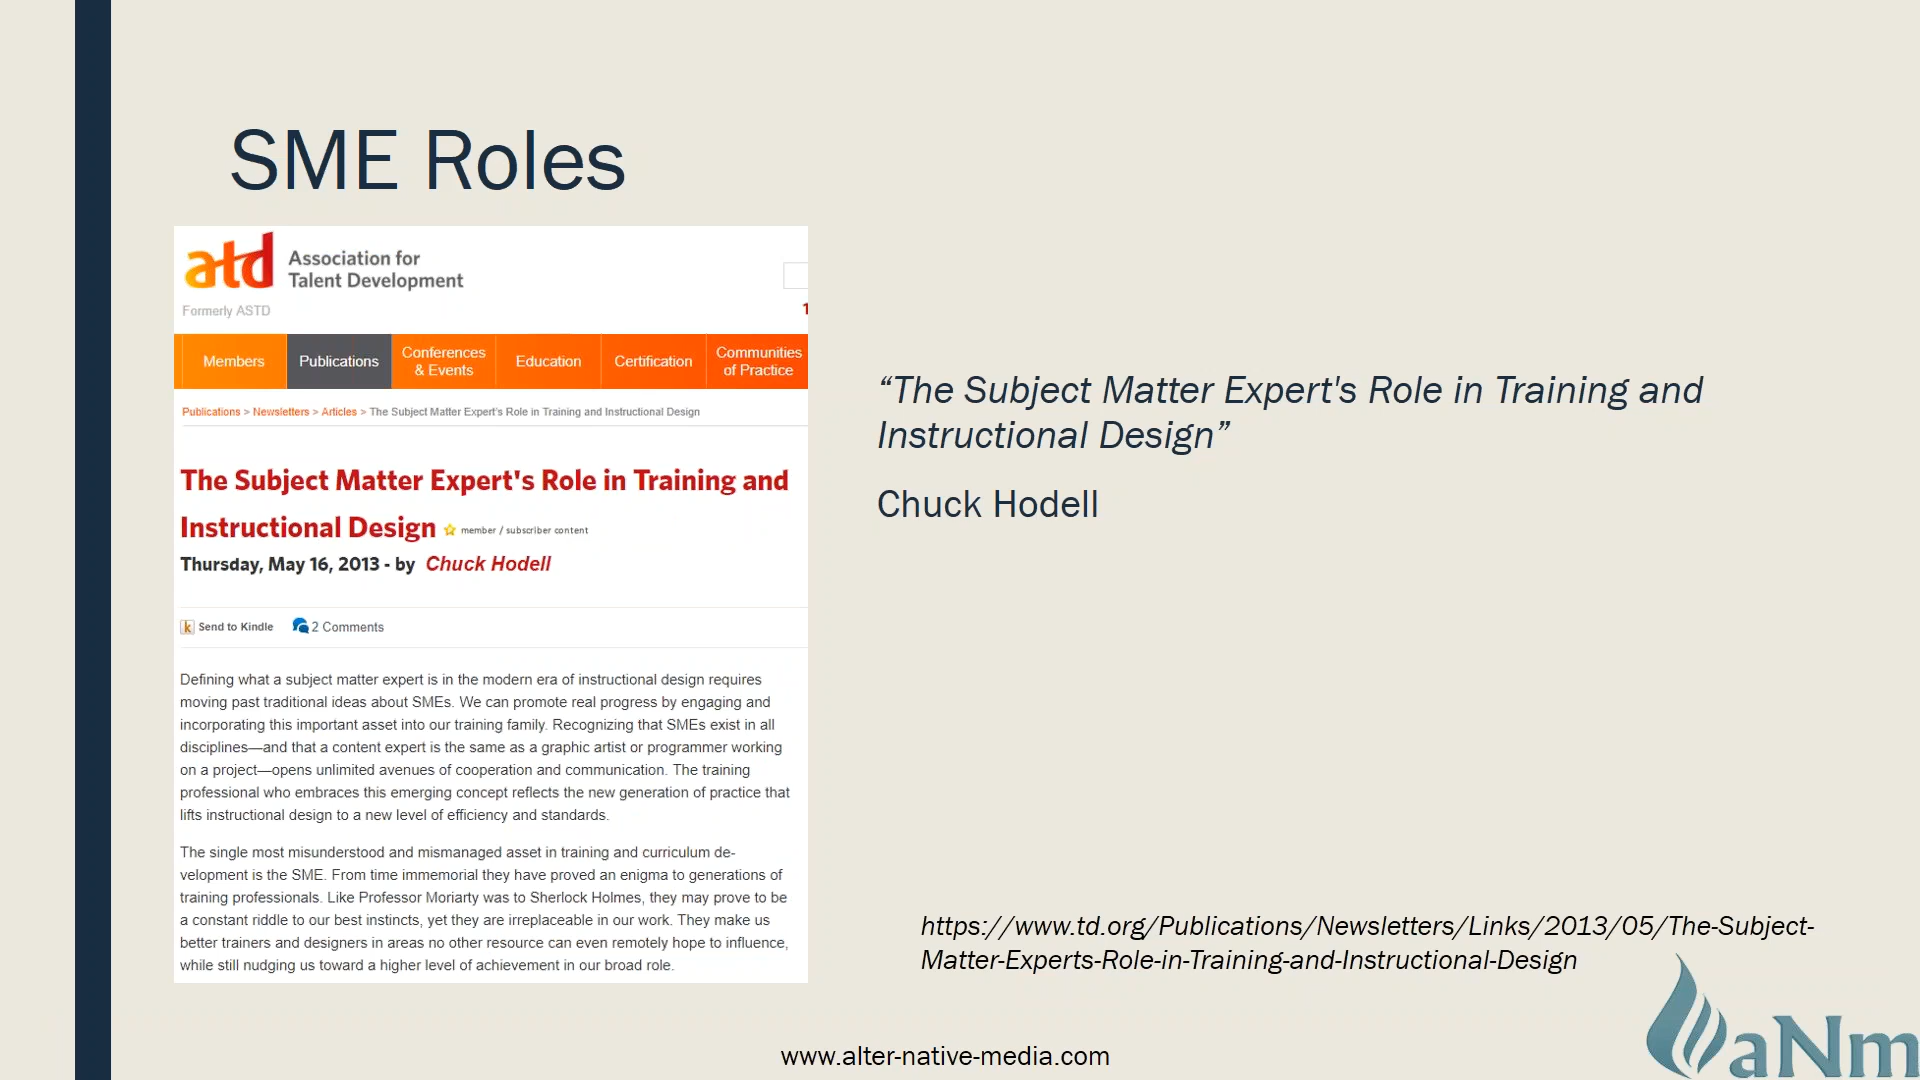 SME Roles
atd Association for
Talent Development
Formerly ASTD
1
Members
Publications
Conferences
& Events
Education
Certification
Communities
of Practice
Publications > Newsletters > Articles > The Subject Matter Expert's Role in Training and Instructional Design
The Subject Matter Expert's Role in Training and
Instructional Design member / subscriber content
Thursday, May 16, 2013 - by Chuck Hodell
k Send to Kindle 2 Comments
Defining what a subject matter expert is in the modern era of instructional design requires
moving past traditional ideas about SMEs. We can promote real progress by engaging and
incorporating this important asset into our training family. Recognizing that SMEs exist in all
disciplines—and that a content expert is the same as a graphic artist or programmer working
on a project—opens unlimited avenues of cooperation and communication. The training
professional who embraces this emerging concept reflects the new generation of practice that
lifts instructional design to a new level of efficiency and standards.
The single most misunderstood and mismanaged asset in training and curriculum de-
velopment is the SME. From time immemorial they have proved an enigma to generations of
training professionals. Like Professor Moriarty was to Sherlock Holmes, they may prove to be
a constant riddle to our best instincts, yet they are irreplaceable in our work. They make us
better trainers and designers in areas no other resource can even remotely hope to influence,
while still nudging us toward a higher level of achievement in our broad role.
“The Subject Matter Expert's Role in Training and
Instructional Design”
Chuck Hodell
https://www.td.org/Publications/Newsletters/Links/2013/05/The-Subject-
Matter-Experts-Role-in-Training-and-Instructional-Design
www.alter-native-media.com
aNm